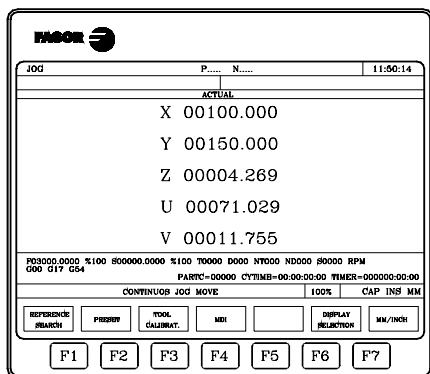 FAGOR
JOG P..... N..... 11:50:14
ACTUAL
X 00100.000
Y 00150.000
Z 00004.269
U 00071.029
V 00011.755
F03000.0000 %100 S00000.0000 %100 T0000 D000 NT000 ND000 S0000 RPM
G00 G17 G54
PARTC=00000 CYTIME=00:00:00:00 TIMER=000000:00:00
CONTINUOS JOG MOVE 100% CAP INS MM
REFERENCE SEARCH PRESET TOOL CALIBRAT. MDI DISPLAY SELECTION MM/INCH
F1 F2 F3 F4 F5 F6 F7